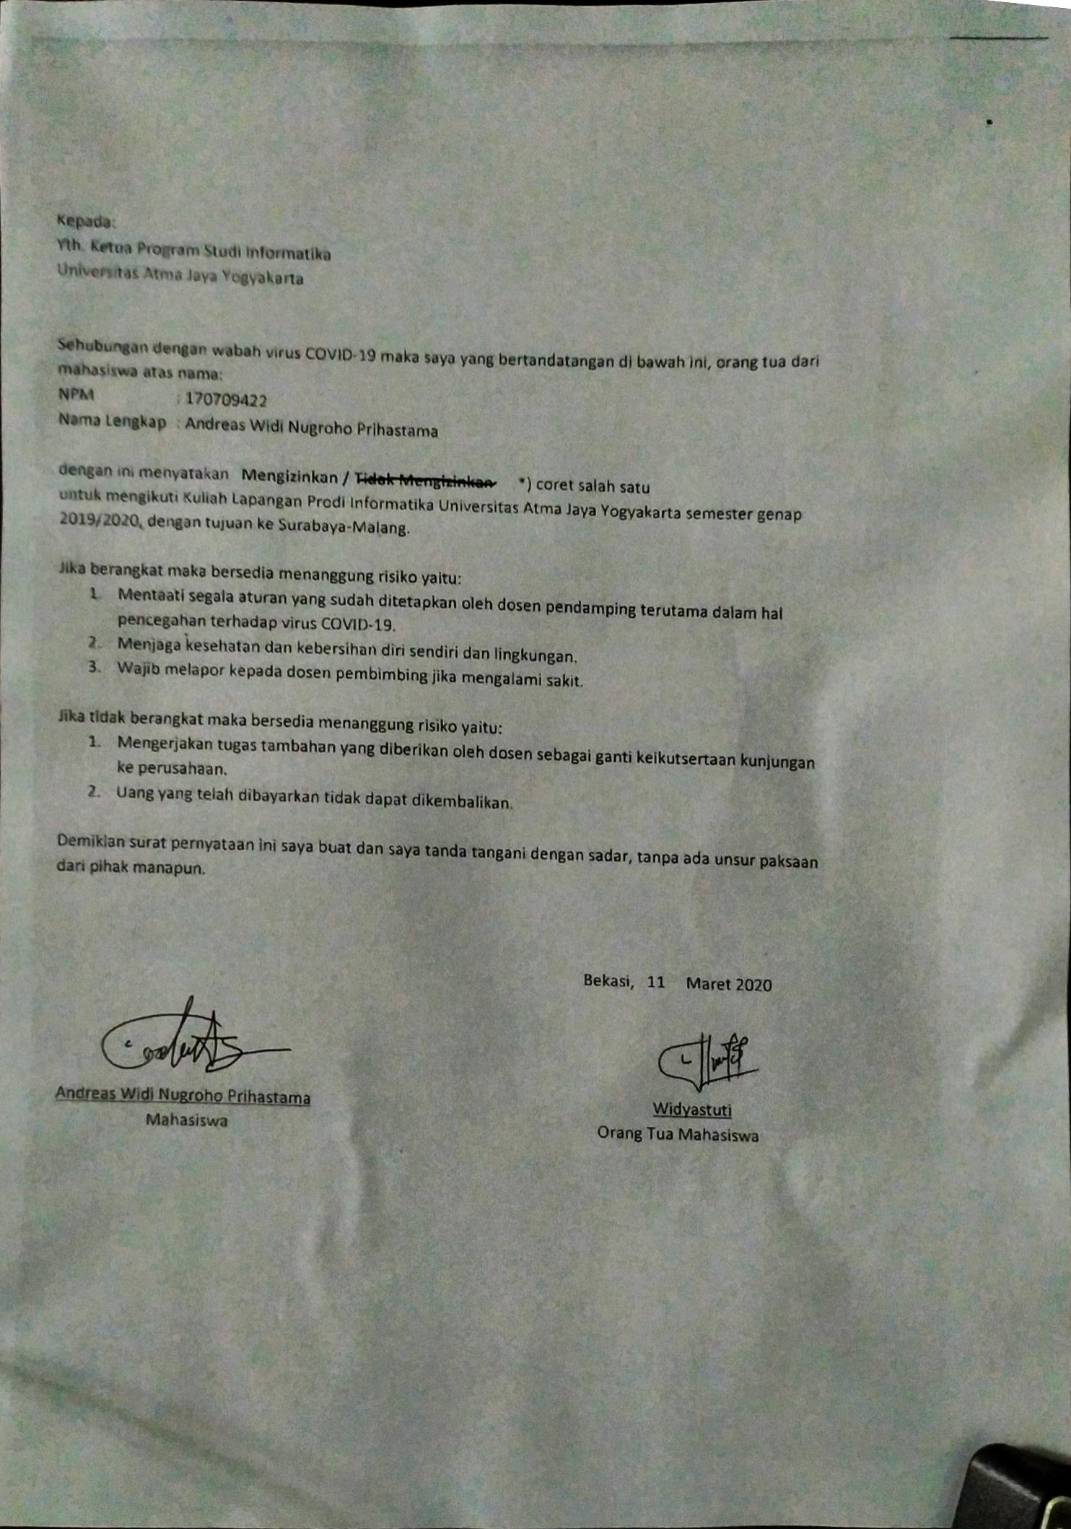 Kepada:
Yth. Ketua Program Studi Informatika
Universitas Atma Jaya Yogyakarta
Sehubungan dengan wabah virus COVID-19 maka saya yang bertandatangan di bawah ini, orang tua dari
mahasiswa atas nama:
NPM : 170709422
Nama Lengkap : Andreas Widi Nugroho Prihastama
dengan ini menyatakan Mengizinkan / Tidak Mengizinkan *) coret salah satu
untuk mengikuti Kuliah Lapangan Prodi Informatika Universitas Atma Jaya Yogyakarta semester genap
2019/2020, dengan tujuan ke Surabaya-Malang.
Jika berangkat maka bersedia menanggung risiko yaitu:
1. Mentaati segala aturan yang sudah ditetapkan oleh dosen pendamping terutama dalam hal
pencegahan terhadap virus COVID-19.
2. Menjaga kesehatan dan kebersihan diri sendiri dan lingkungan.
3. Wajib melapor kepada dosen pembimbing jika mengalami sakit.
Jika tidak berangkat maka bersedia menanggung risiko yaitu:
1. Mengerjakan tugas tambahan yang diberikan oleh dosen sebagai ganti keikutsertaan kunjungan
ke perusahaan.
2. Uang yang telah dibayarkan tidak dapat dikembalikan.
Demikian surat pernyataan ini saya buat dan saya tanda tangani dengan sadar, tanpa ada unsur paksaan
dari pihak manapun.
Bekasi, 11 Maret 2020
Andreas Widi Nugroho Prihastama
Mahasiswa
Widyastuti
Orang Tua Mahasiswa